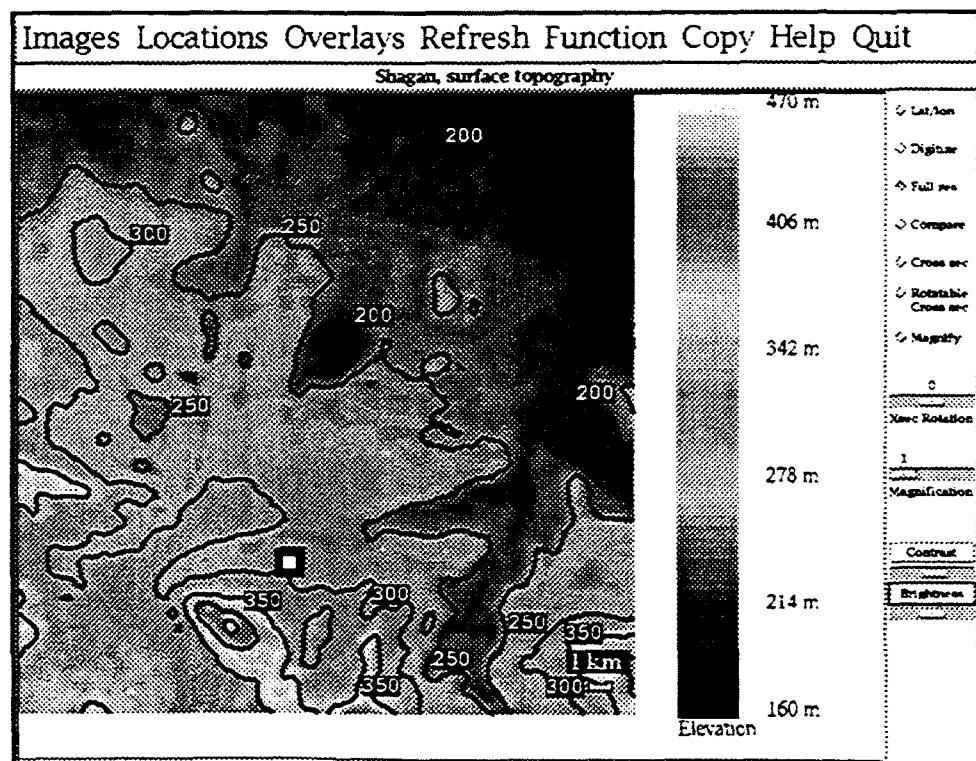 Images Locations Overlays Refresh Function Copy Help Quit
Shagan, surface topography
470 m
406 m
342 m
278 m
214 m
160 m
Elevation
200
300
250
200
200
250
350
300
250
250
350
350
1 km
300
Lat/lon
Digitize
Full res
Compare
Cross sec
Rotatable
Cross sec
Magnify
0
Xsec Rotation
1
Magnification
Contrast
Brightness